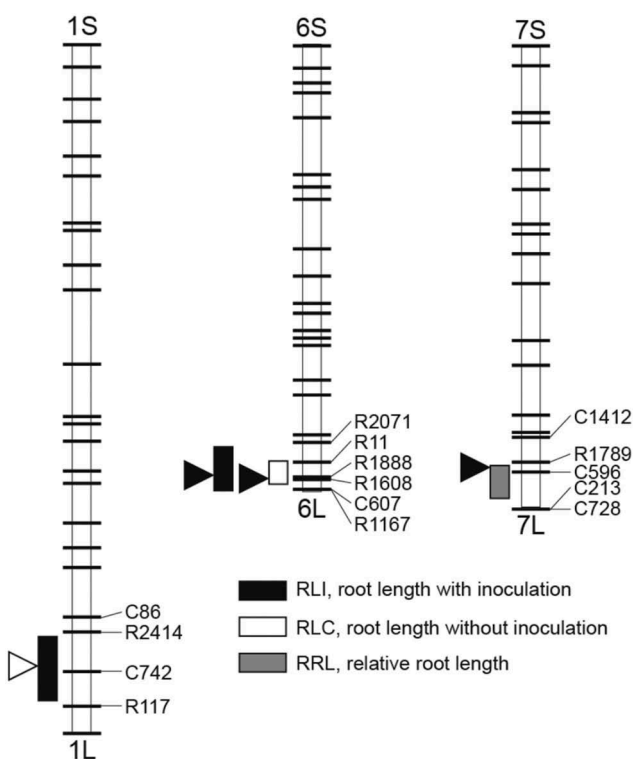 1S
6S
7S
R2071
R11
R1888
R1608
C607
R1167
6L
C1412
R1789
C596
C213
C728
7L
RLI, root length with inoculation
RLC, root length without inoculation
RRL, relative root length
C86
R2414
C742
R117
1L